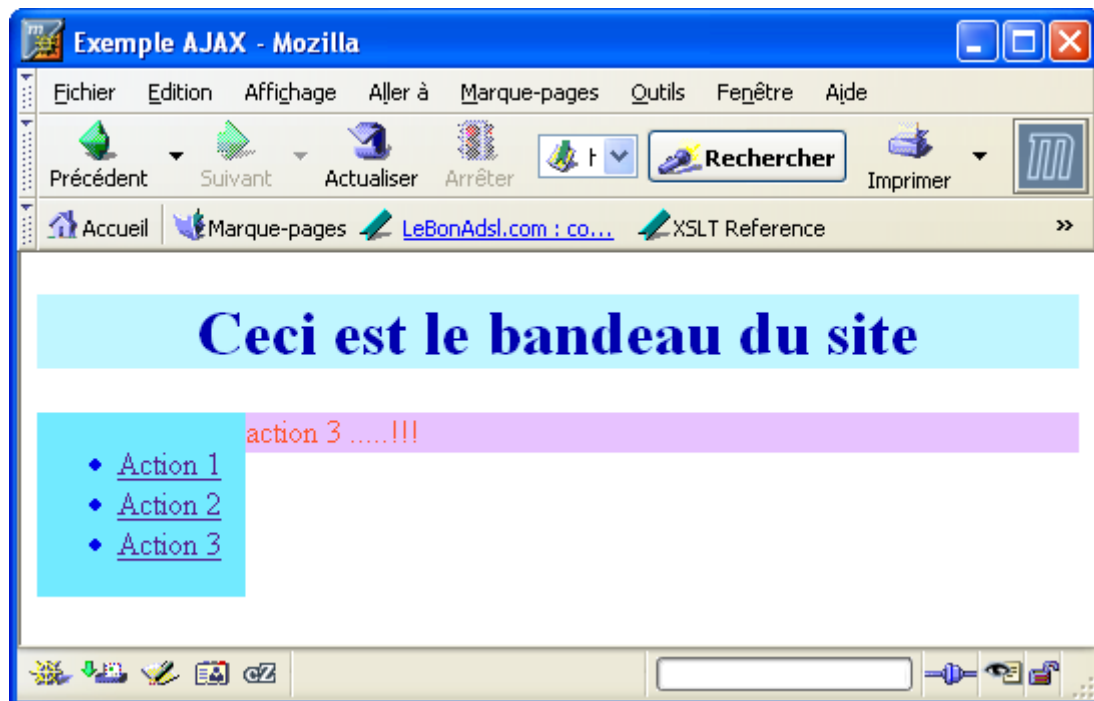 Exemple AJAX - Mozilla
Fichier Edition Affichage Aller à Marque-pages Outils Fenêtre Aide
Précédent Suivant Actualiser Arrêter Rechercher Imprimer
Accueil Marque-pages LeBonAdsl.com : co... XSLT Reference »
Ceci est le bandeau du site
action 3 .....!!!
Action 1
Action 2
Action 3